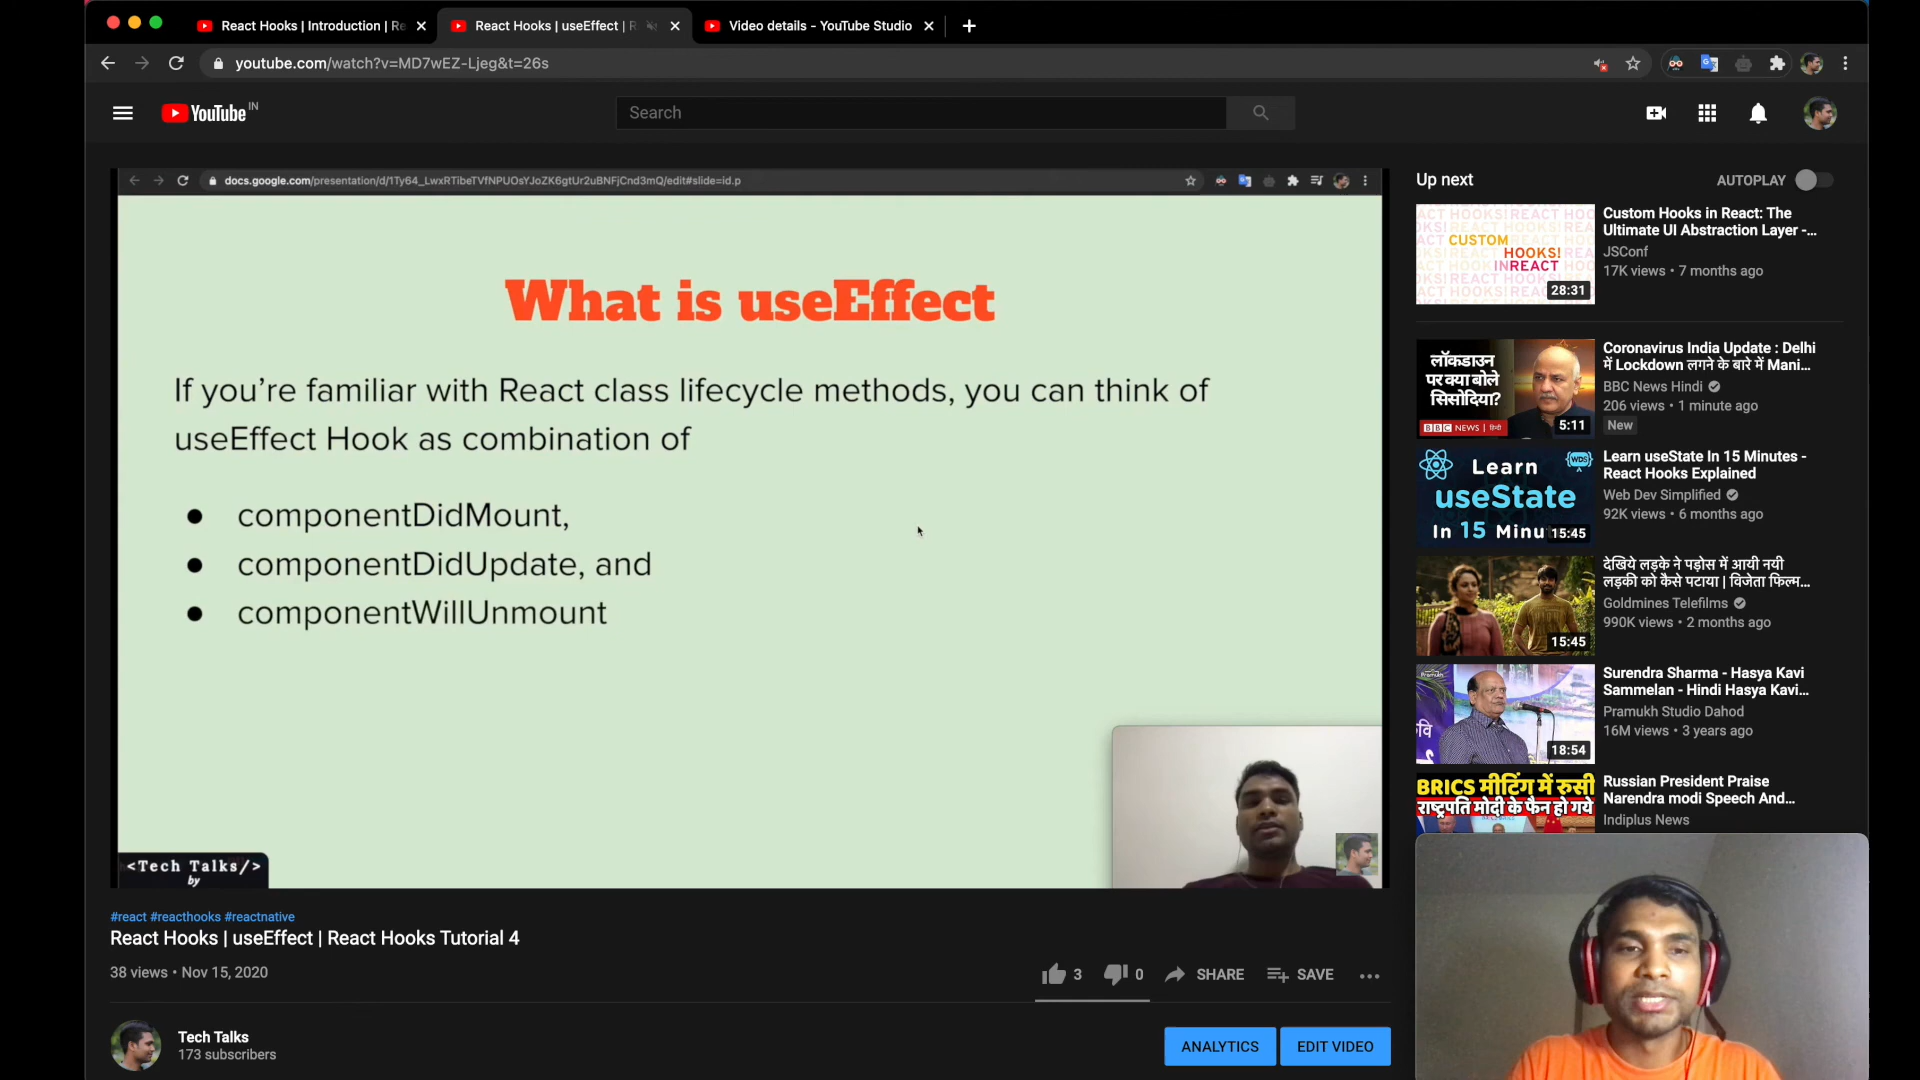 React Hooks | Introduction | Re
React Hooks | useEffect | R
Video details - YouTube Studio
youtube.com/watch?v=MD7wEZ-Ljeg&t=26s
YouTube IN
Search
docs.google.com/presentation/d/1Ty64_LwxRTibeTVfNPUOsYJoZK6gtUr2uBNFjCnd3mQ/edit#slide=id.p
What is useEffect
If you’re familiar with React class lifecycle methods, you can think of
useEffect Hook as combination of
● componentDidMount,
● componentDidUpdate, and
● componentWillUnmount
<Tech Talks/>
by
#react #reacthooks #reactnative
React Hooks | useEffect | React Hooks Tutorial 4
38 views • Nov 15, 2020
3
0
SHARE
SAVE
Tech Talks
173 subscribers
ANALYTICS
EDIT VIDEO
Up next
AUTOPLAY
CUSTOM
HOOKS!
INREACT
28:31
Custom Hooks in React: The
Ultimate UI Abstraction Layer -...
JSConf
17K views • 7 months ago
लॉकडाउन
पर क्या बोले
सिसोदिया?
BBC NEWS | हिन्दी
5:11
Coronavirus India Update : Delhi
में Lockdown लगने के बारे में Mani...
BBC News Hindi
206 views • 1 minute ago
New
Learn
WDS
useState
In 15 Minu
15:45
Learn useState In 15 Minutes -
React Hooks Explained
Web Dev Simplified
92K views • 6 months ago
15:45
देखिये लड़के ने पड़ोस में आयी नयी
लड़की को कैसे पटाया | विजेता फिल्म...
Goldmines Telefilms
990K views • 2 months ago
Pramukh
18:54
Surendra Sharma - Hasya Kavi
Sammelan - Hindi Hasya Kavi...
Pramukh Studio Dahod
16M views • 3 years ago
BRICS मीटिंग में रुसी
राष्ट्रपति मोदी के फैन हो गये
Russian President Praise
Narendra modi Speech And...
Indiplus News